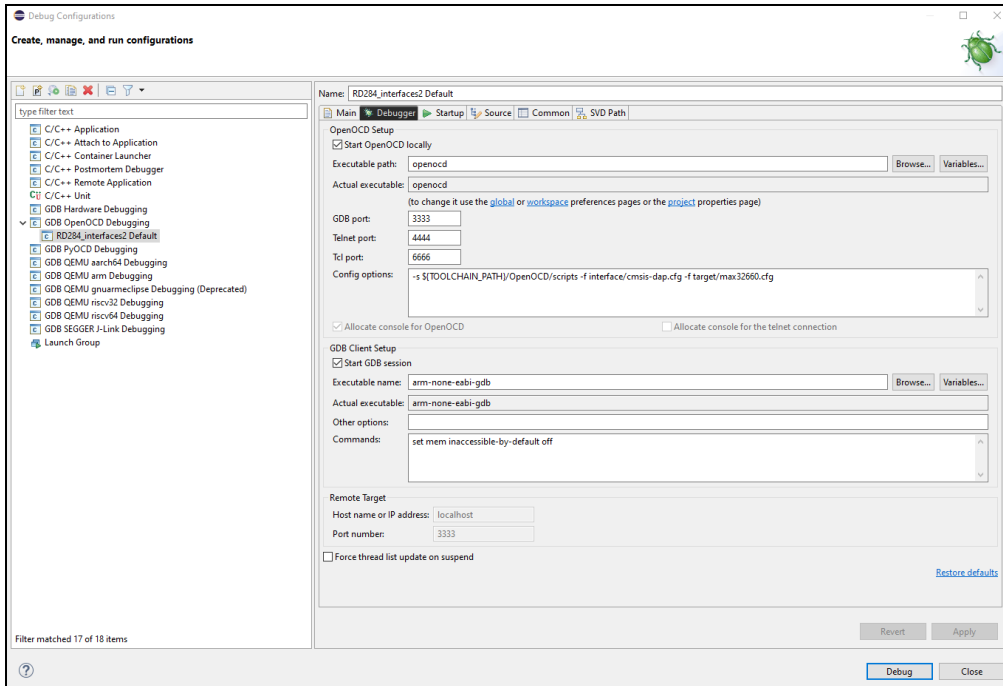 Debug Configurations
Create, manage, and run configurations
type filter text
C/C++ Application
C/C++ Attach to Application
C/C++ Container Launcher
C/C++ Postmortem Debugger
C/C++ Remote Application
C/C++ Unit
GDB Hardware Debugging
GDB OpenOCD Debugging
RD284_interfaces2 Default
GDB PyOCD Debugging
GDB QEMU aarch64 Debugging
GDB QEMU arm Debugging
GDB QEMU gnuarmeclipse Debugging (Deprecated)
GDB QEMU riscv32 Debugging
GDB QEMU riscv64 Debugging
GDB SEGGER J-Link Debugging
Launch Group
Filter matched 17 of 18 items
Name: RD284_interfaces2 Default
Main Debugger Startup Source Common SVD Path
OpenOCD Setup
Start OpenOCD locally
Executable path: openocd Browse... Variables...
Actual executable: openocd
(to change it use the global or workspace preferences pages or the project properties page)
GDB port: 3333
Telnet port: 4444
Tcl port: 6666
Config options: -s ${TOOLCHAIN_PATH}/OpenOCD/scripts -f interface/cmsis-dap.cfg -f target/max32660.cfg
Allocate console for OpenOCD Allocate console for the telnet connection
GDB Client Setup
Start GDB session
Executable name: arm-none-eabi-gdb Browse... Variables...
Actual executable: arm-none-eabi-gdb
Other options:
Commands: set mem inaccessible-by-default off
Remote Target
Host name or IP address: localhost
Port number: 3333
Force thread list update on suspend
Restore defaults
Revert Apply
Debug Close